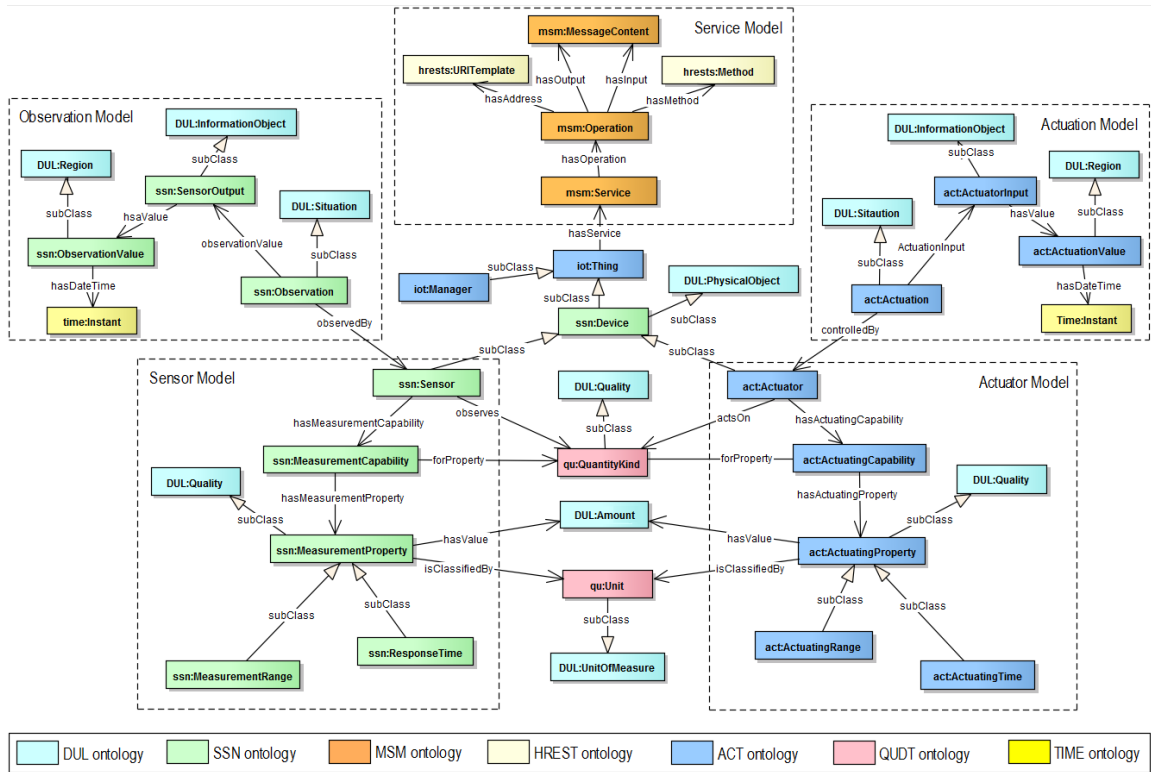 Service Model
msm:MessageContent
hrests:URITemplate
hasOutput
hasInput
hrests:Method
hasAddress
hasMethod
msm:Operation
hasOperation
msm:Service
hasService
Observation Model
DUL:InformationObject
subClass
DUL:Region
ssn:SensorOutput
subClass
hsaValue
DUL:Situation
observationValue
ssn:ObservationValue
subClass
hasDateTime
ssn:Observation
time:Instant
observedBy
Actuation Model
DUL:InformationObject
subClass
DUL:Region
act:ActuatorInput
DUL:Sitaution
hasValue
subClass
ActuationInput
act:ActuationValue
subClass
hasDateTime
act:Actuation
Time:Instant
controlledBy
iot:Thing
subClass
iot:Manager
DUL:PhysicalObject
subClass
ssn:Device
subClass
subClass
subClass
Sensor Model
ssn:Sensor
observes
hasMeasurementCapability
ssn:MeasurementCapability
forProperty
DUL:Quality
hasMeasurementProperty
subClass
ssn:MeasurementProperty
hasValue
isClassifiedBy
subClass
subClass
ssn:ResponseTime
ssn:MeasurementRange
DUL:Quality
subClass
qu:QuantityKind
DUL:Amount
qu:Unit
subClass
DUL:UnitOfMeasure
Actuator Model
act:Actuator
actsOn
hasActuatingCapability
forProperty
act:ActuatingCapability
DUL:Quality
hasActuatingProperty
subClass
hasValue
act:ActuatingProperty
isClassifiedBy
subClass
subClass
act:ActuatingRange
act:ActuatingTime
DUL ontology
SSN ontology
MSM ontology
HREST ontology
ACT ontology
QUDT ontology
TIME ontology